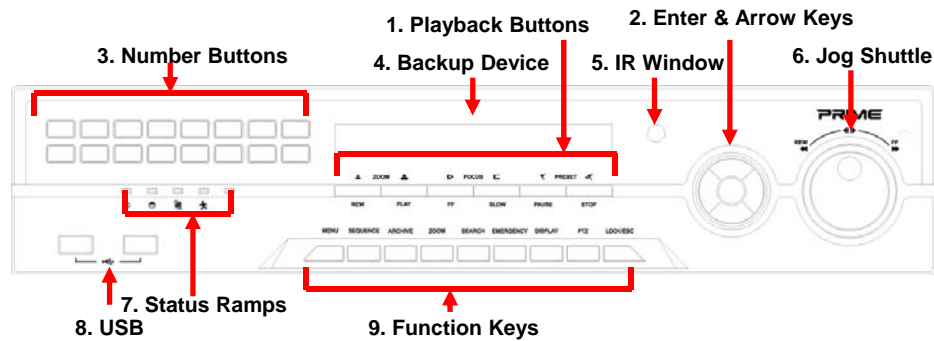 1. Playback Buttons
2. Enter & Arrow Keys
3. Number Buttons
4. Backup Device
5. IR Window
6. Jog Shuttle
PRIME
REW
FF
ZOOM
FOCUS
PRESET
REW PLAY FF SLOW PAUSE STOP
MENU SEQUENCE ARCHIVE ZOOM SEARCH EMERGENCY DISPLAY PTZ LOCK/ESC
7. Status Ramps
8. USB
9. Function Keys